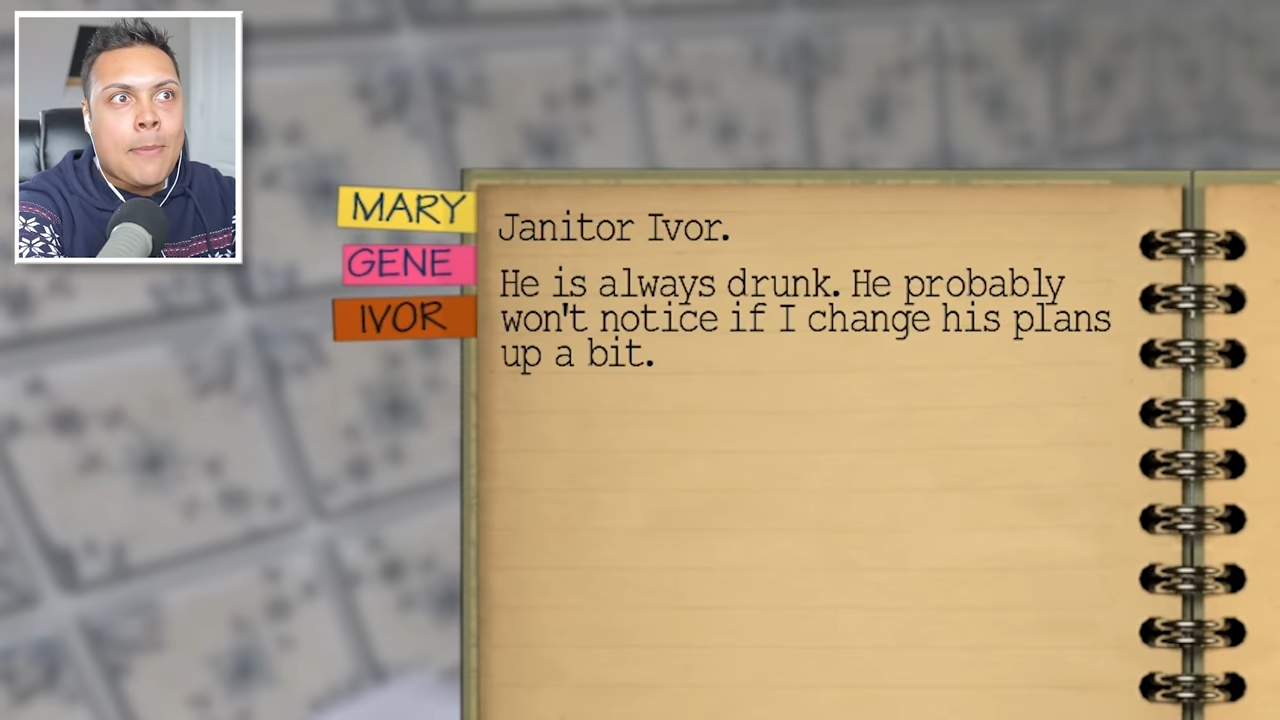 MARY
GENE
IVOR
Janitor Ivor.
He is always drunk. He probably
won't notice if I change his plans
up a bit.